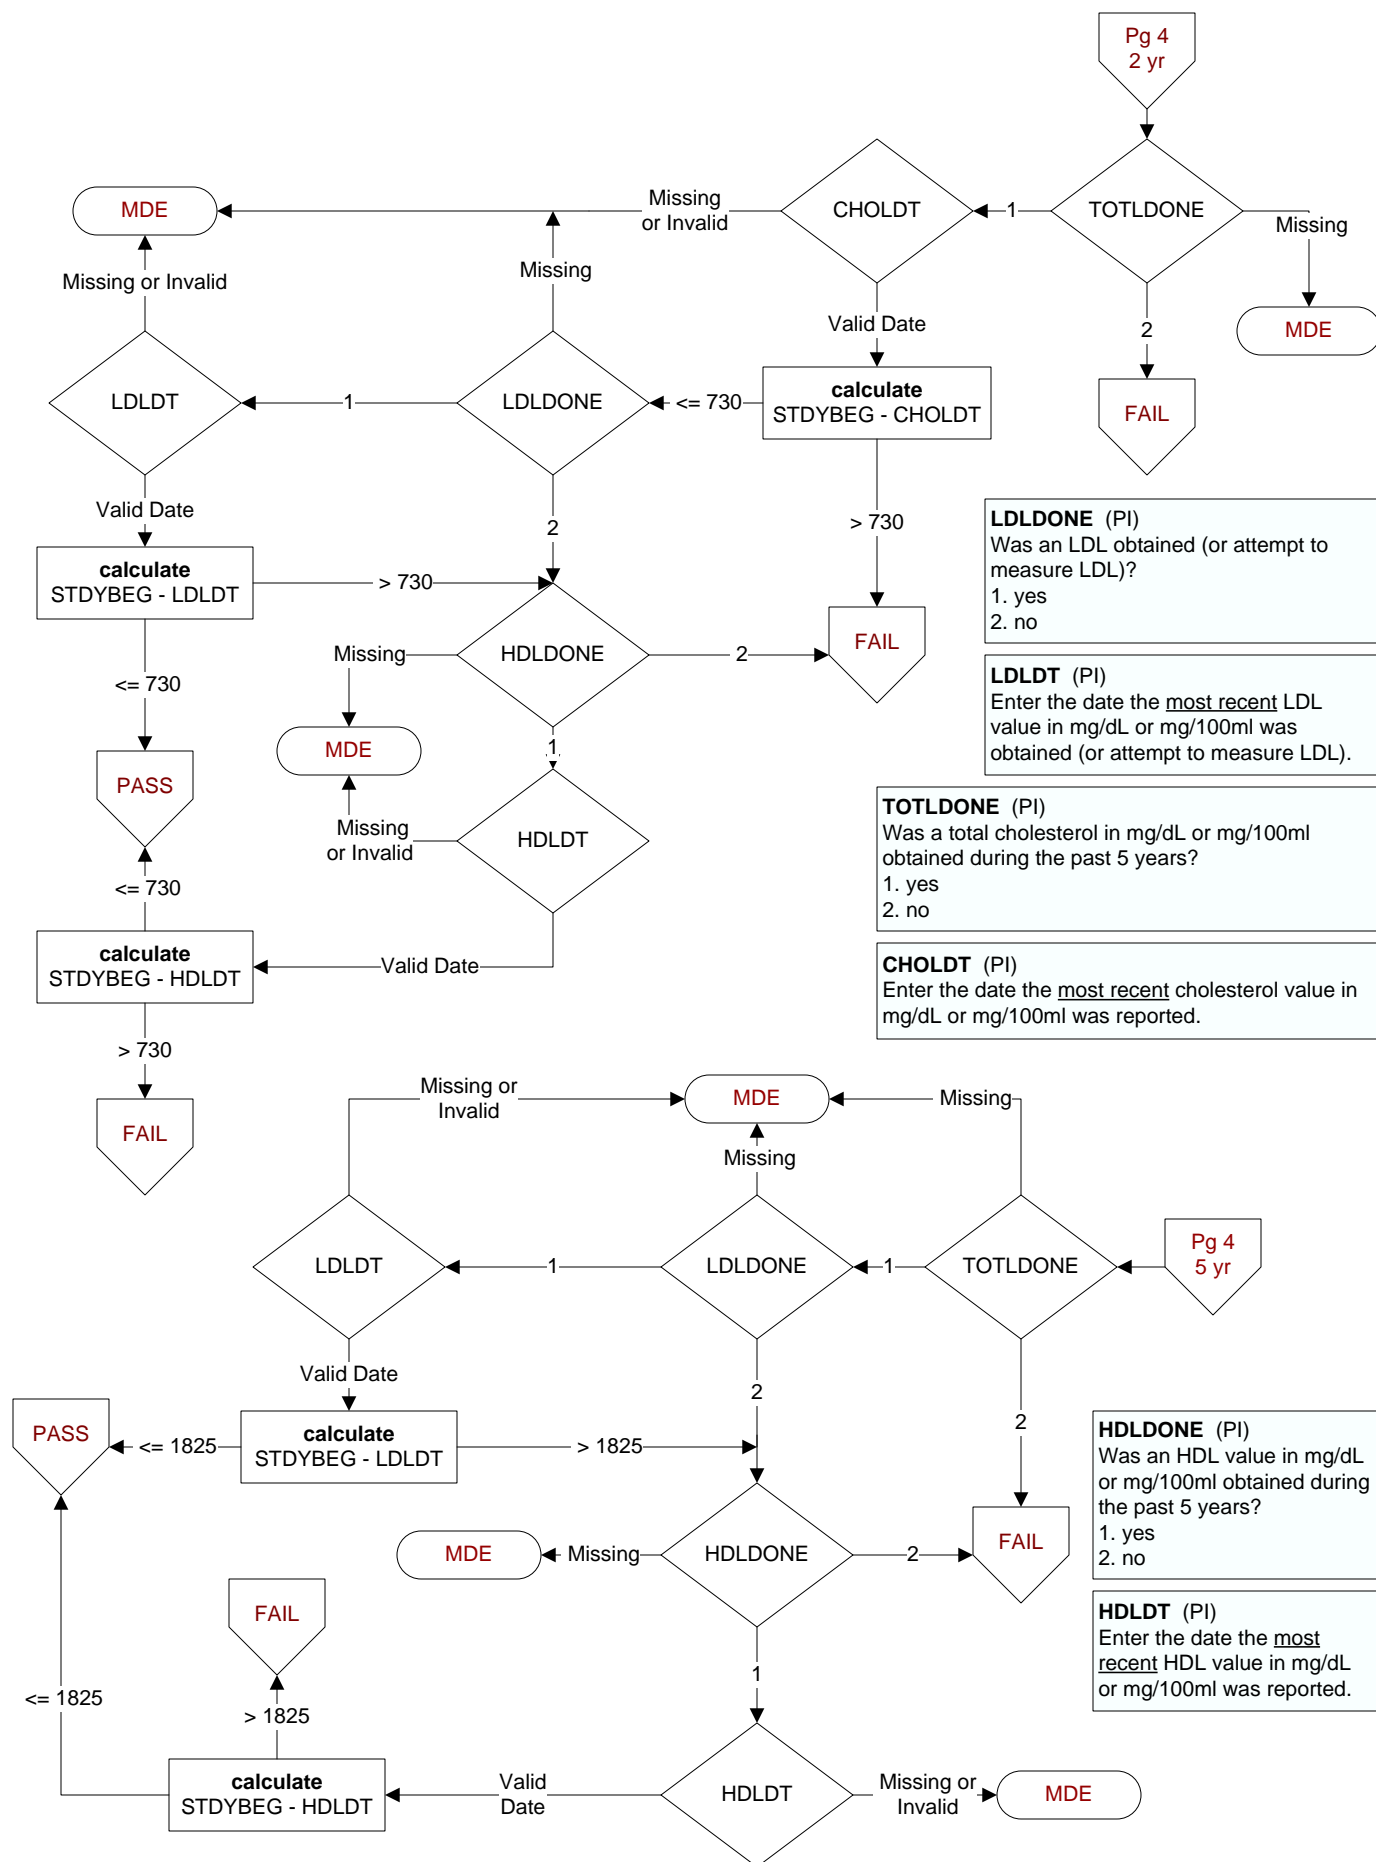 Pg 4
2 yr
MDE
Missing
or Invalid
CHOLDT
1
TOTLDONE
Missing
Missing or Invalid
Missing
Valid Date
2
MDE
LDLDT
1
LDLDONE
<= 730
calculate
STDYBEG - CHOLDT
FAIL
Valid Date
2
> 730
calculate
STDYBEG - LDLDT
> 730
<= 730
Missing
HDLDONE
2
FAIL
MDE
1
PASS
Missing
or Invalid
HDLDT
<= 730
calculate
STDYBEG - HDLDT
Valid Date
> 730
FAIL
LDLDONE (PI)
Was an LDL obtained (or attempt to
measure LDL)?
1. yes
2. no
LDLDT (PI)
Enter the date the most recent LDL
value in mg/dL or mg/100ml was
obtained (or attempt to measure LDL).
TOTLDONE (PI)
Was a total cholesterol in mg/dL or mg/100ml
obtained during the past 5 years?
1. yes
2. no
CHOLDT (PI)
Enter the date the most recent cholesterol value in
mg/dL or mg/100ml was reported.
Missing or
Invalid
MDE
Missing
Missing
LDLDT
1
LDLDONE
1
TOTLDONE
Pg 4
5 yr
Valid Date
2
2
PASS
<= 1825
calculate
STDYBEG - LDLDT
> 1825
MDE
Missing
HDLDONE
2
FAIL
FAIL
1
<= 1825
> 1825
calculate
STDYBEG - HDLDT
Valid
Date
HDLDT
Missing or
Invalid
MDE
HDLDONE (PI)
Was an HDL value in mg/dL
or mg/100ml obtained during
the past 5 years?
1. yes
2. no
HDLDT (PI)
Enter the date the most
recent HDL value in mg/dL
or mg/100ml was reported.